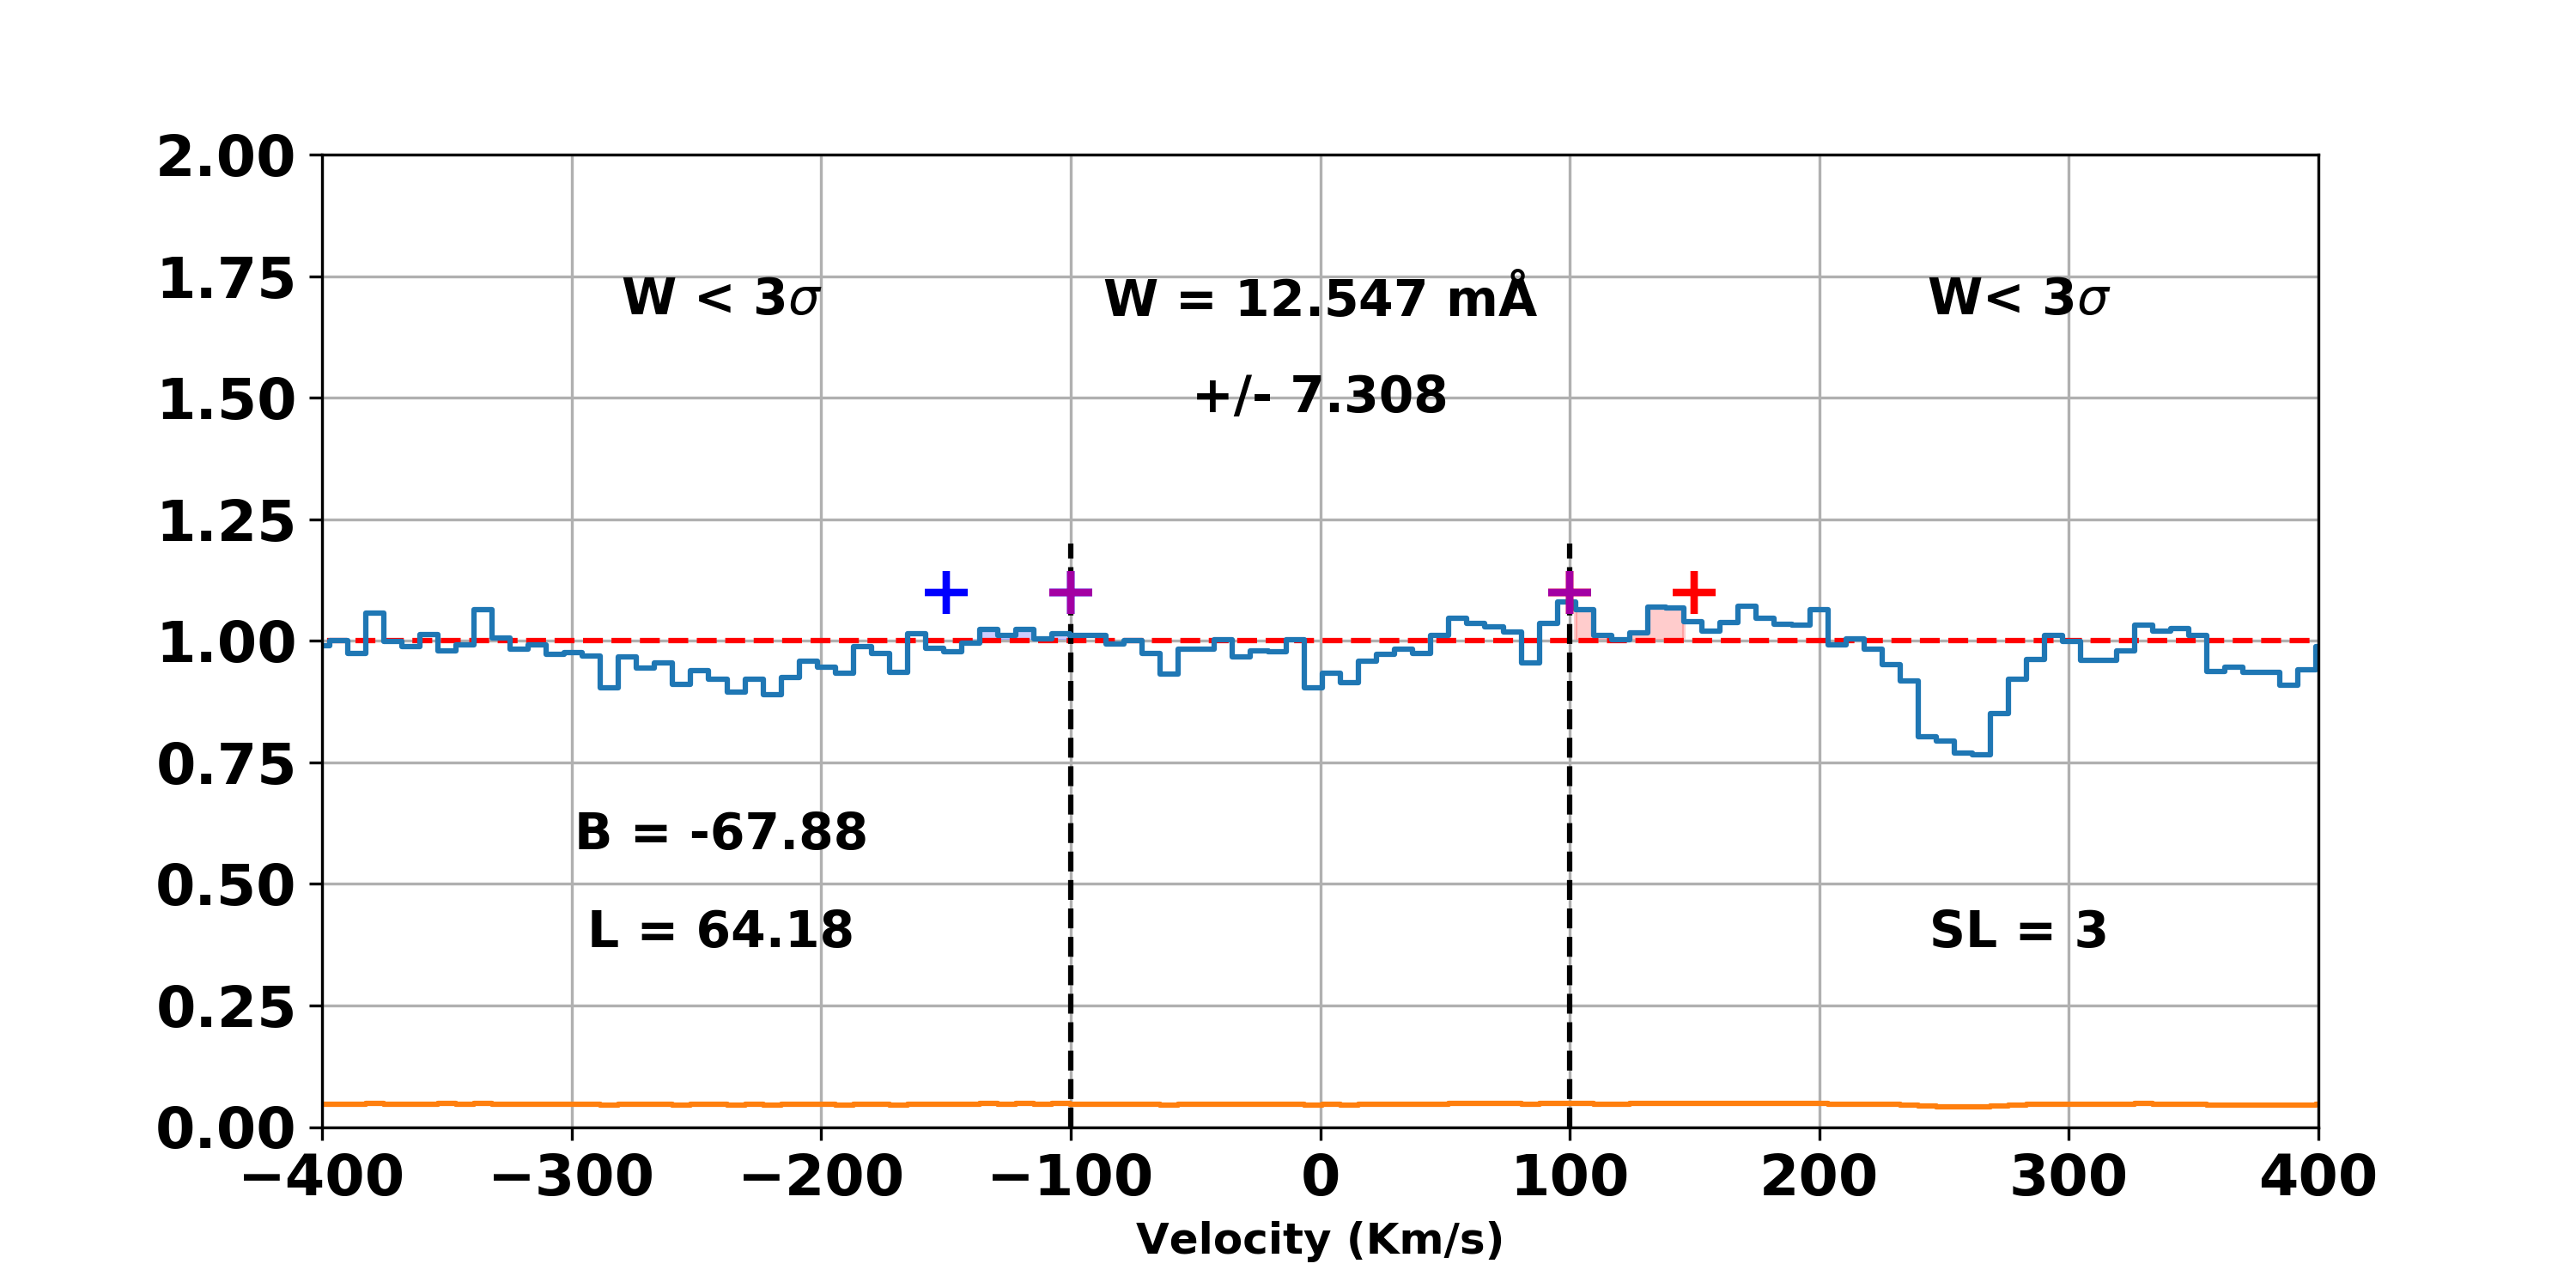 2.00
1.75
1.50
1.25
1.00
0.75
0.50
0.25
0.00
W < 3σ
W = 12.547 mÅ
+/- 7.308
W< 3σ
B = -67.88
L = 64.18
SL = 3
−400 −300 −200 −100 0 100 200 300 400
Velocity (Km/s)